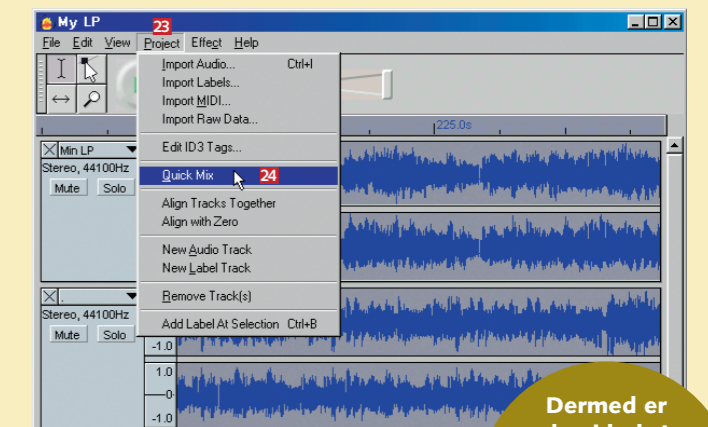 My LP
23
File Edit View Project Effect Help
Import Audio... Ctrl+I
Import Labels...
Import MIDI...
Import Raw Data...
Edit ID3 Tags...
Quick Mix 24
Align Tracks Together
Align with Zero
New Audio Track
New Label Track
Remove Track(s)
Add Label At Selection Ctrl+B
225.0s
Min LP
Stereo, 44100Hz
Mute Solo
.
Stereo, 44100Hz
Mute Solo
-1.0
1.0
0
-1.0
Dermed er